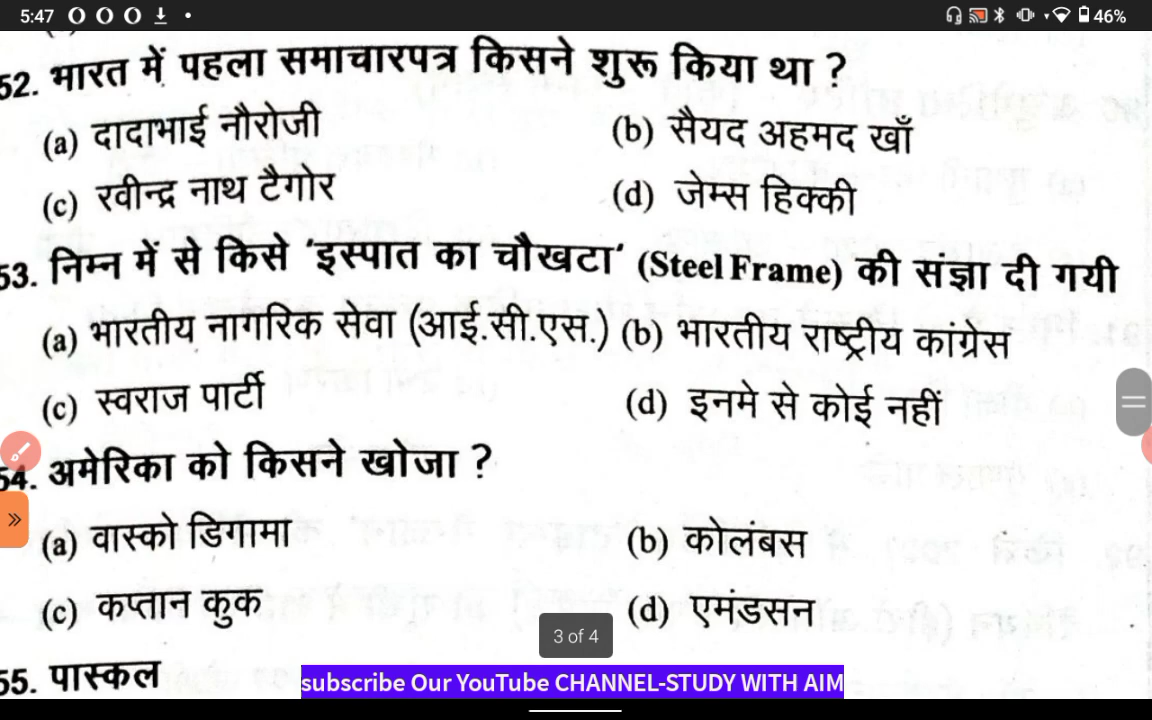 5:47
46%
52. भारत में पहला समाचारपत्र किसने शुरू किया था ?
(a) दादाभाई नौरोजी (b) सैयद अहमद खाँ
(c) रवीन्द्र नाथ टैगोर (d) जेम्स हिक्की
53. निम्न में से किसे ‘इस्पात का चौखटा’ (Steel Frame) की संज्ञा दी गयी
(a) भारतीय नागरिक सेवा (आई.सी.एस.) (b) भारतीय राष्ट्रीय कांग्रेस
(c) स्वराज पार्टी (d) इनमे से कोई नहीं
54. अमेरिका को किसने खोजा ?
(a) वास्को डिगामा (b) कोलंबस
(c) कप्तान कुक (d) एमंडसन
3 of 4
55. पास्कल
subscribe Our YouTube CHANNEL-STUDY WITH AIM